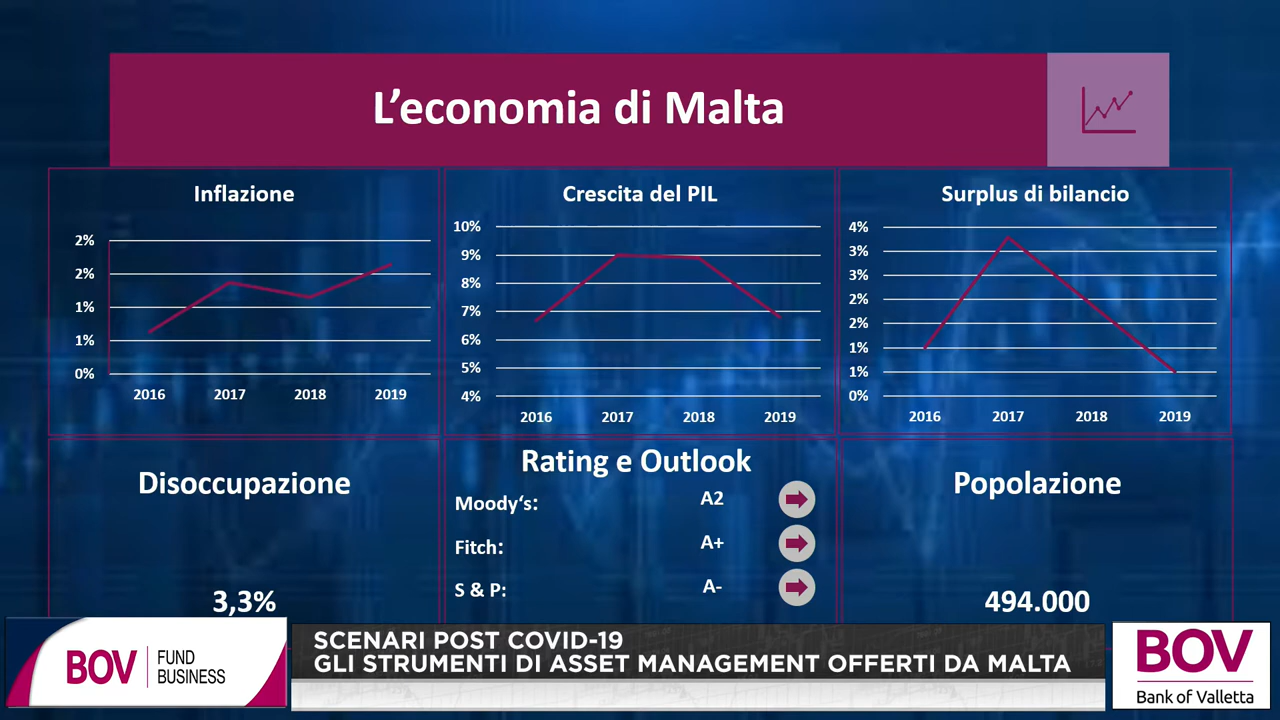 L'economia di Malta
Inflazione
2%
2%
1%
1%
0%
2016 2017 2018 2019
Crescita del PIL
10%
9%
8%
7%
6%
5%
4%
2016 2017 2018 2019
Surplus di bilancio
4%
3%
3%
2%
2%
1%
1%
0%
2016 2017 2018 2019
Disoccupazione
3,3%
Rating e Outlook
Moody‘s: A2
Fitch: A+
S & P: A-
Popolazione
494.000
BOV FUND
BUSINESS
SCENARI POST COVID-19
GLI STRUMENTI DI ASSET MANAGEMENT OFFERTI DA MALTA
BOV
Bank of Valletta